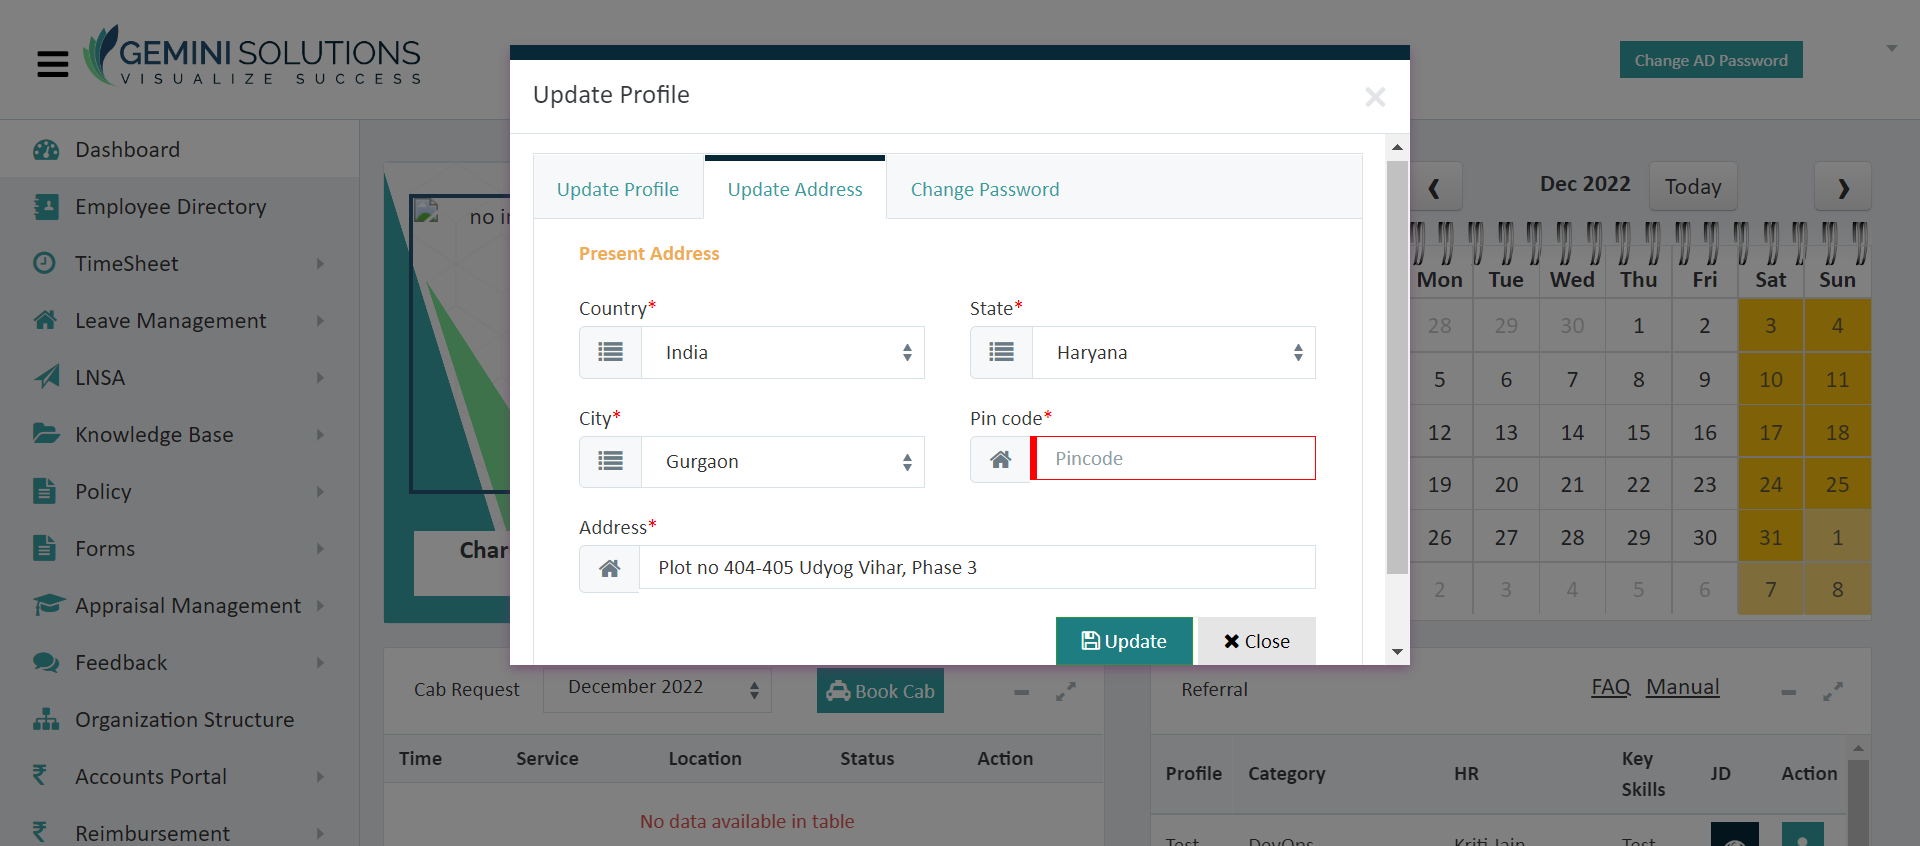 GEMINI SOLUTIONS
VISUALIZE SUCCESS
Change AD Password
Dashboard
Employee Directory
TimeSheet
Leave Management
LNSA
Knowledge Base
Policy
Forms
Appraisal Management
Feedback
Organization Structure
Accounts Portal
Reimbursement
no i
Char
Update Profile
×
Update Profile Update Address Change Password
Present Address
Country* State*
India Haryana
City* Pin code*
Gurgaon Pincode
Address*
Plot no 404-405 Udyog Vihar, Phase 3
Update Close
Dec 2022 Today
Mon Tue Wed Thu Fri Sat Sun
28 29 30 1 2 3 4
5 6 7 8 9 10 11
12 13 14 15 16 17 18
19 20 21 22 23 24 25
26 27 28 29 30 31 1
2 3 4 5 6 7 8
Cab Request December 2022 Book Cab
Time Service Location Status Action
No data available in table
Referral FAQ Manual
Profile Category HR Key Skills JD Action
Test DevOps Kriti Jain Test